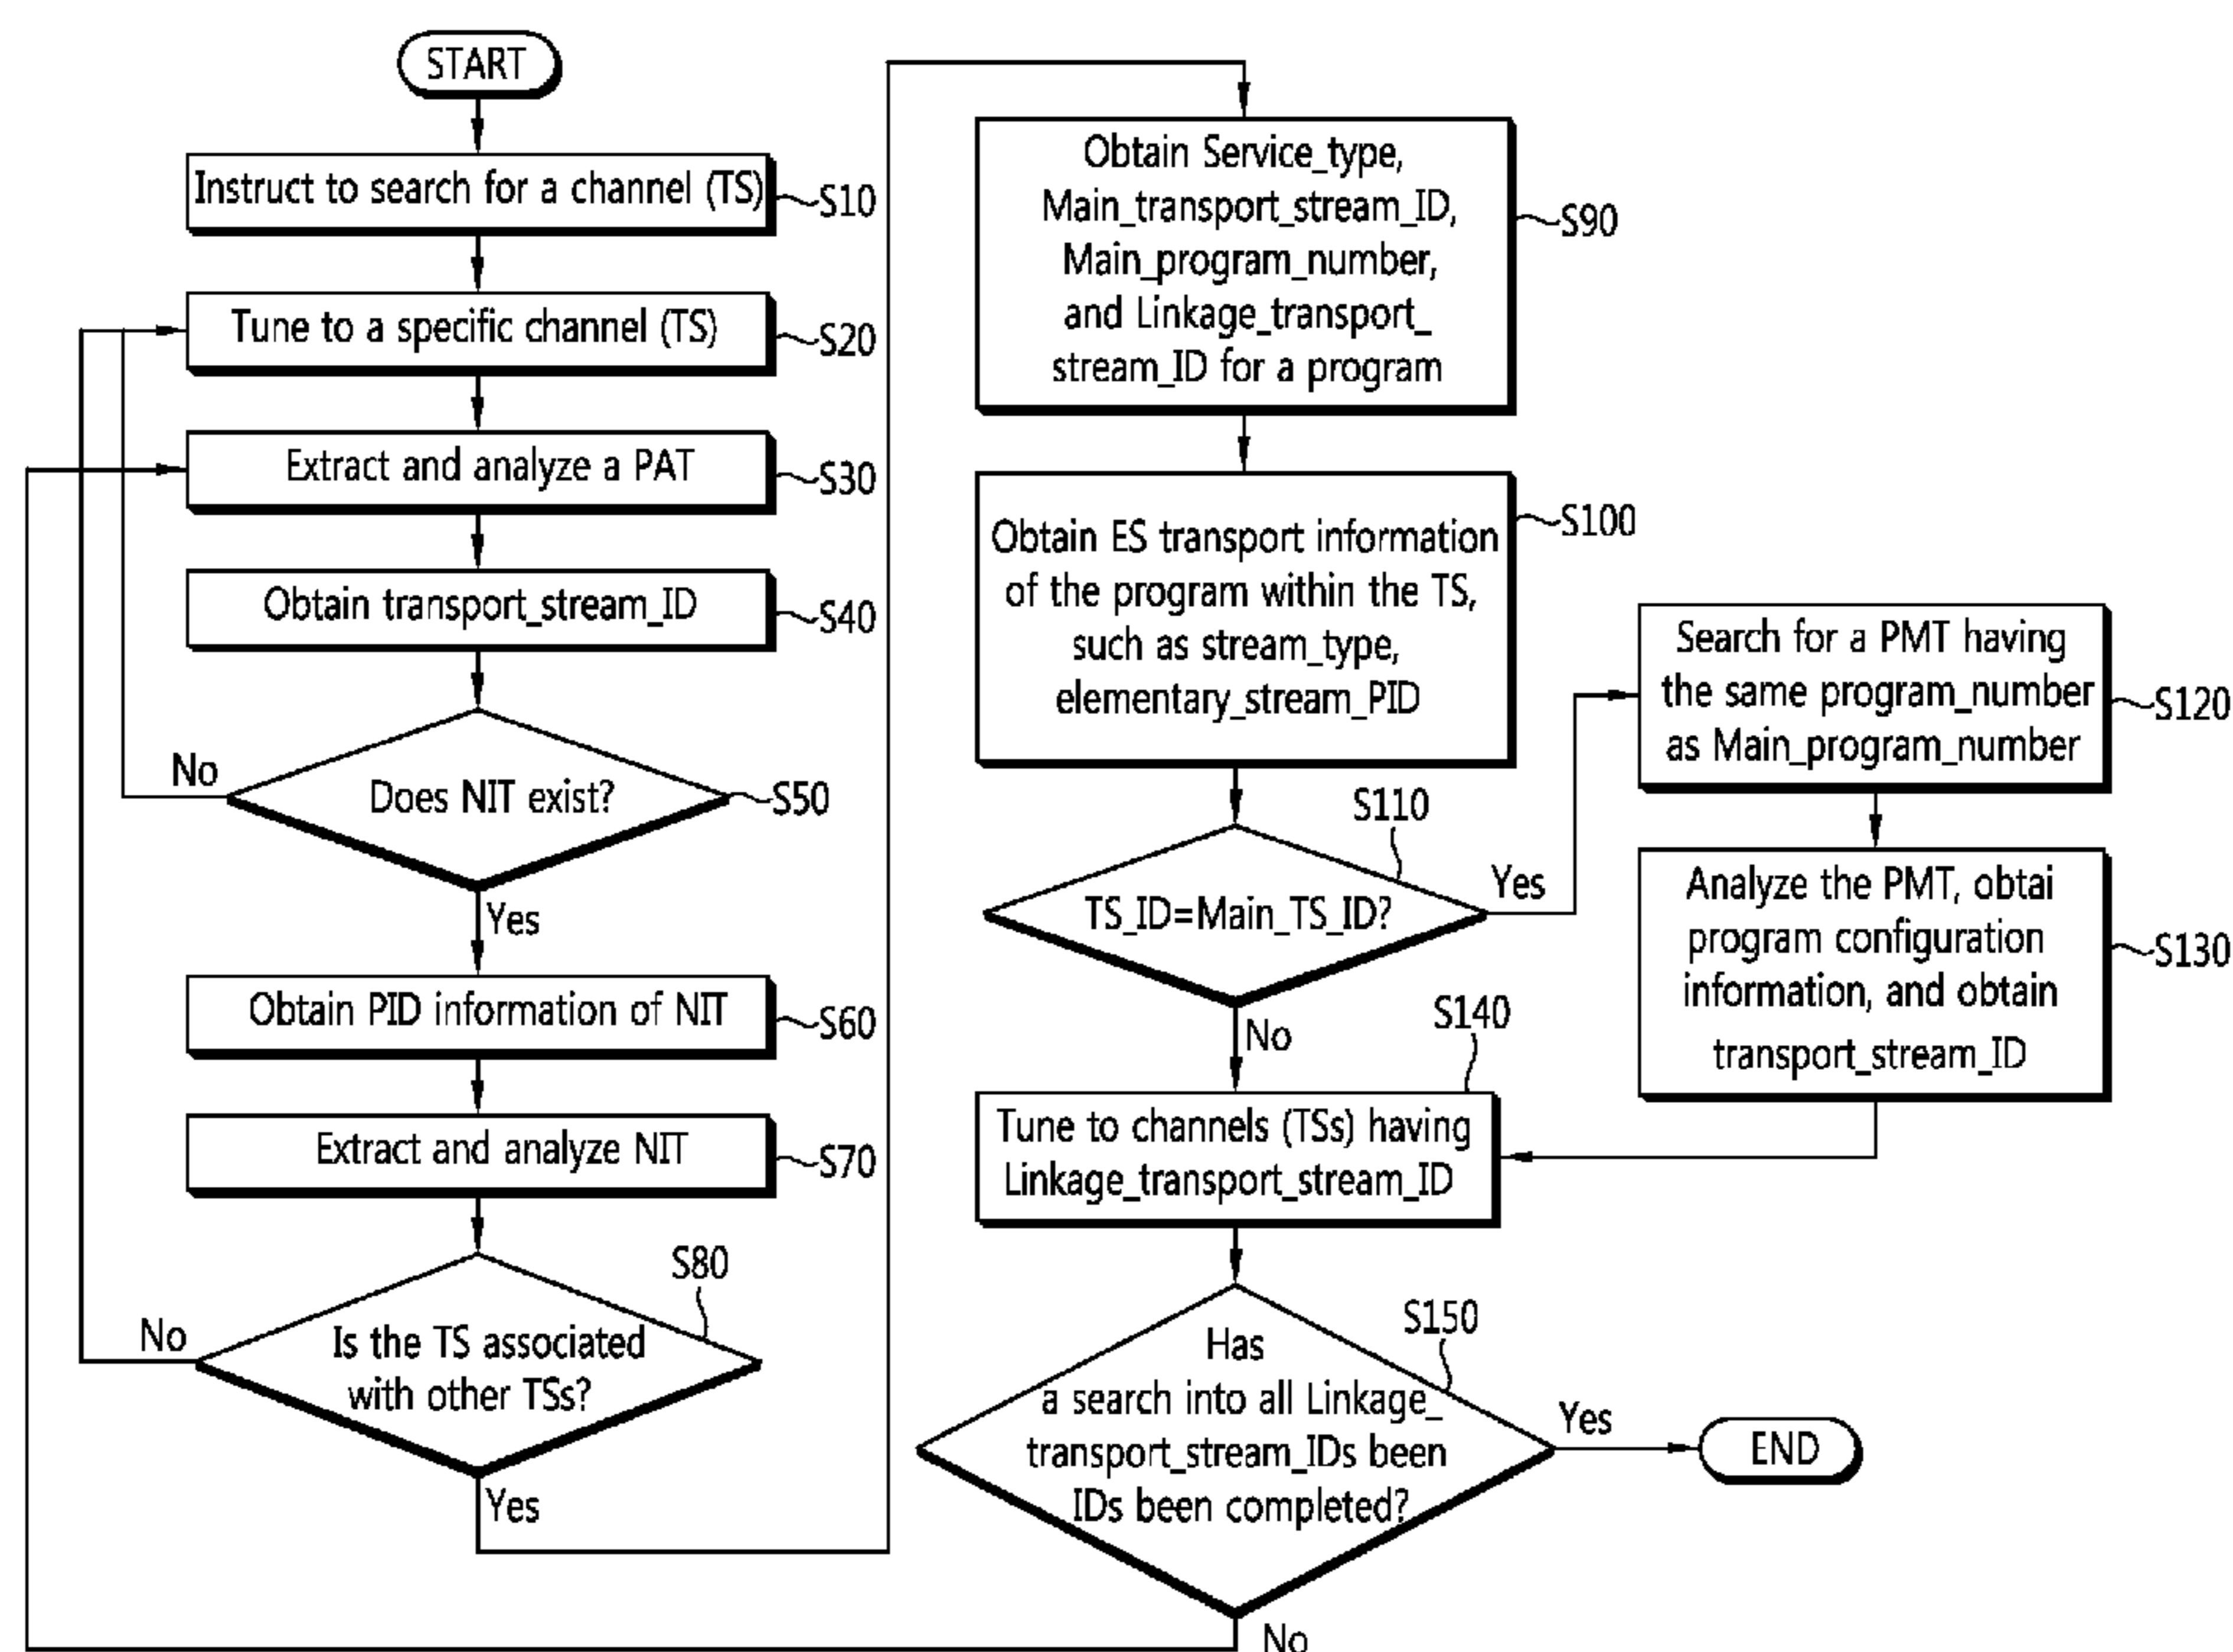 START
Instruct to search for a channel (TS)
S10
Tune to a specific channel (TS)
S20
Extract and analyze a PAT
S30
Obtain transport_stream_ID
S40
Does NIT exist?
S50
No
Yes
Obtain PID information of NIT
S60
Extract and analyze NIT
S70
S80
Is the TS associated
with other TSs?
No
Yes
Obtain Service_type,
Main_transport_stream_ID,
Main_program_number,
and Linkage_transport_
stream_ID for a program
S90
Obtain ES transport information
of the program within the TS,
such as stream_type,
elementary_stream_PID
S100
S110
TS_ID=Main_TS_ID?
Yes
No
Search for a PMT having
the same program_number
as Main_program_number
S120
Analyze the PMT, obtai
program configuration
information, and obtain
transport_stream_ID
S130
S140
Tune to channels (TSs) having
Linkage_transport_stream_ID
S150
Has
a search into all Linkage_
transport_stream_IDs been
IDs been completed?
Yes
No
END